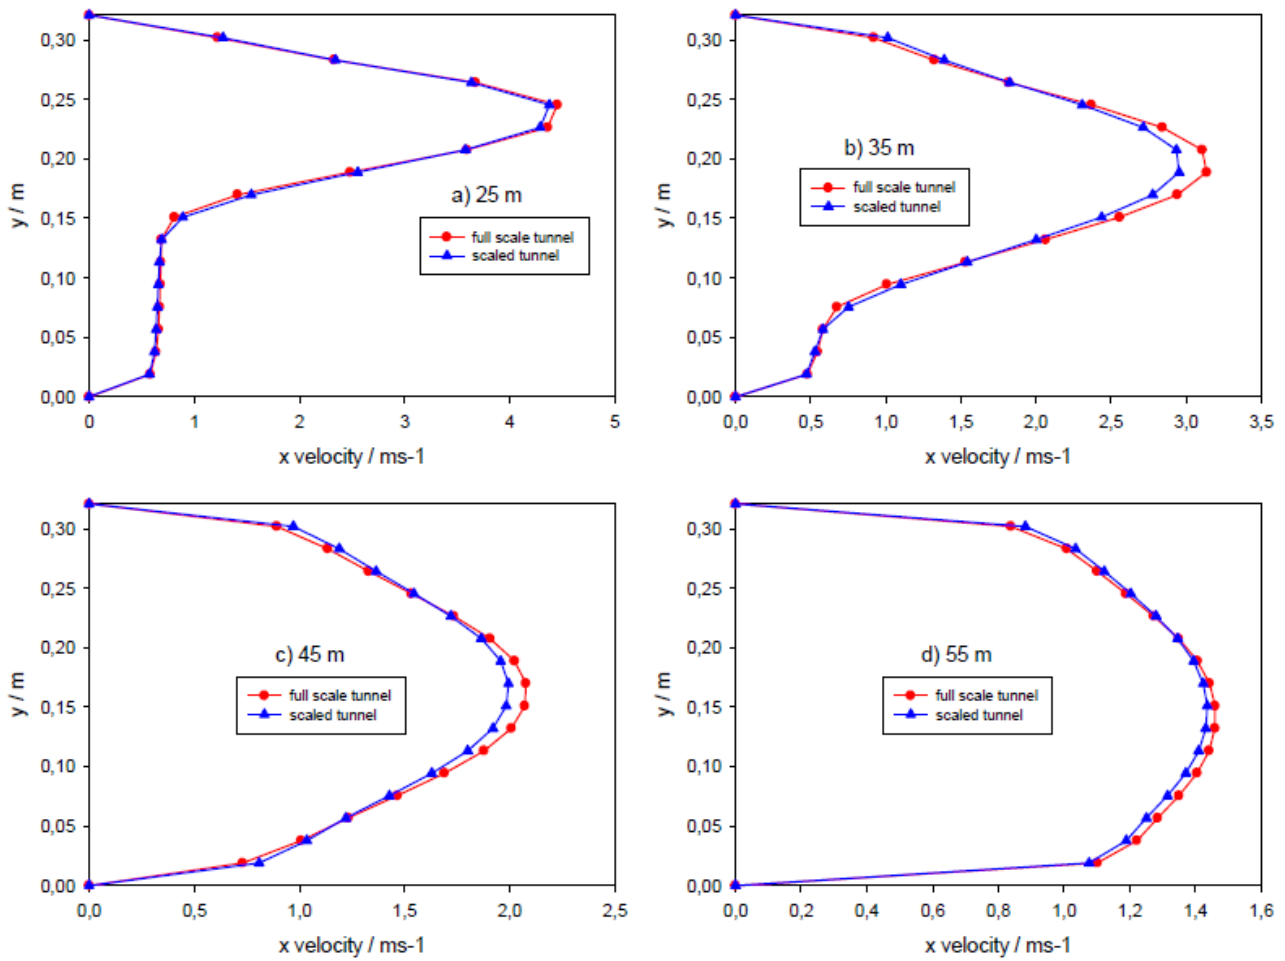 0,30
0,25
0,20
0,15
0,10
0,05
0,00
y / m
a) 25 m
full scale tunnel
scaled tunnel
0 1 2 3 4 5
x velocity / ms-1
0,30
0,25
0,20
0,15
0,10
0,05
0,00
y / m
b) 35 m
full scale tunnel
scaled tunnel
0,0 0,5 1,0 1,5 2,0 2,5 3,0 3,5
x velocity / ms-1
0,30
0,25
0,20
0,15
0,10
0,05
0,00
y / m
c) 45 m
full scale tunnel
scaled tunnel
0,0 0,5 1,0 1,5 2,0 2,5
x velocity / ms-1
0,30
0,25
0,20
0,15
0,10
0,05
0,00
y / m
d) 55 m
full scale tunnel
scaled tunnel
0,0 0,2 0,4 0,6 0,8 1,0 1,2 1,4 1,6
x velocity / ms-1